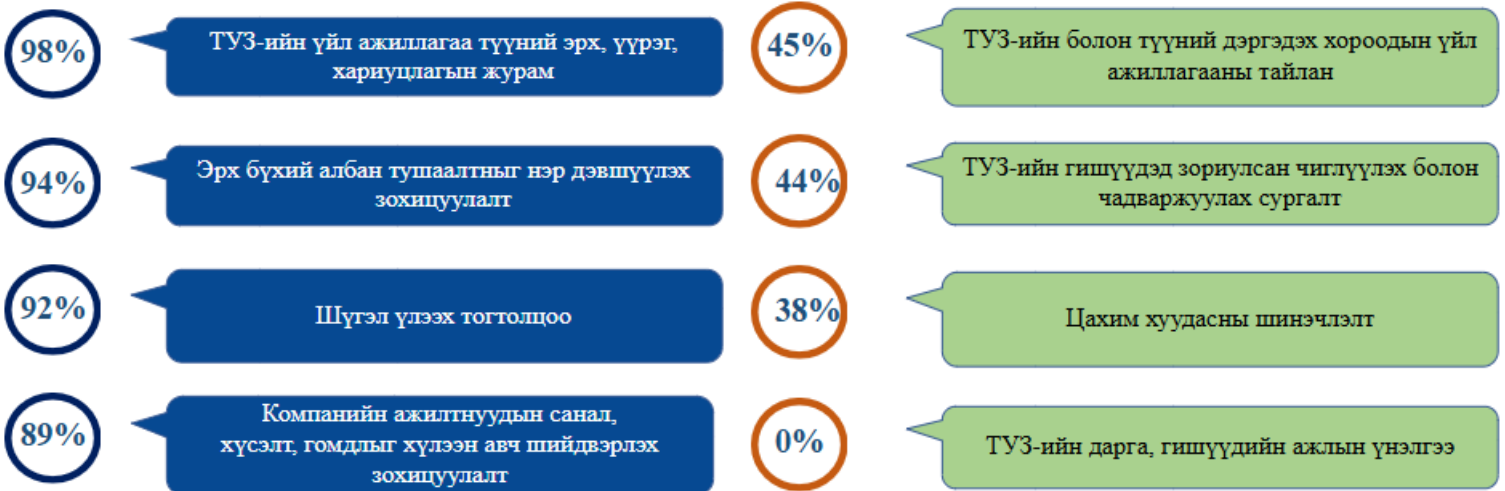 98%
ТУЗ-ийн үйл ажиллагаа түүний эрх, үүрэг,
хариуцлагын журам
45%
ТУЗ-ийн болон түүний дэргэдэх хороодын үйл
ажиллагааны тайлан
94%
Эрх бүхий албан тушаалтныг нэр дэвшүүлэх
зохицуулалт
44%
ТУЗ-ийн гишүүдэд зориулсан чиглүүлэх болон
чадваржуулах сургалт
92%
Шүгэл үлээх тогтолцоо
38%
Цахим хуудасны шинэчлэлт
89%
Компанийн ажилтнуудын санал,
хүсэлт, гомдлыг хүлээн авч шийдвэрлэх
зохицуулалт
0%
ТУЗ-ийн дарга, гишүүдийн ажлын үнэлгээ